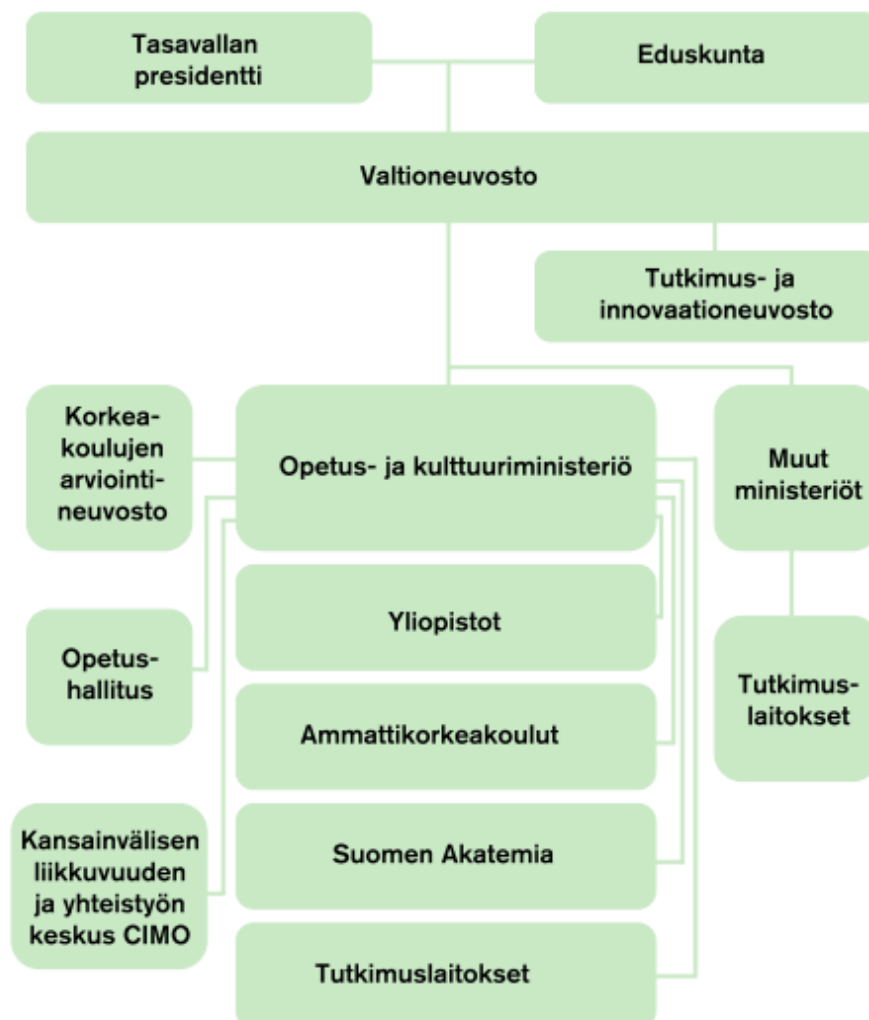 Tasavallan
presidentti
Eduskunta
Valtioneuvosto
Tutkimus- ja
innovaationeuvosto
Korkea-
koulujen
arviointi-
neuvosto
Opetus- ja kulttuuriministeriö
Muut
ministeriöt
Yliopistot
Opetus-
hallitus
Ammattikorkeakoulut
Tutkimus-
laitokset
Kansainvälisen
liikkuvuuden
ja yhteistyön
keskus CIMO
Suomen Akatemia
Tutkimuslaitokset